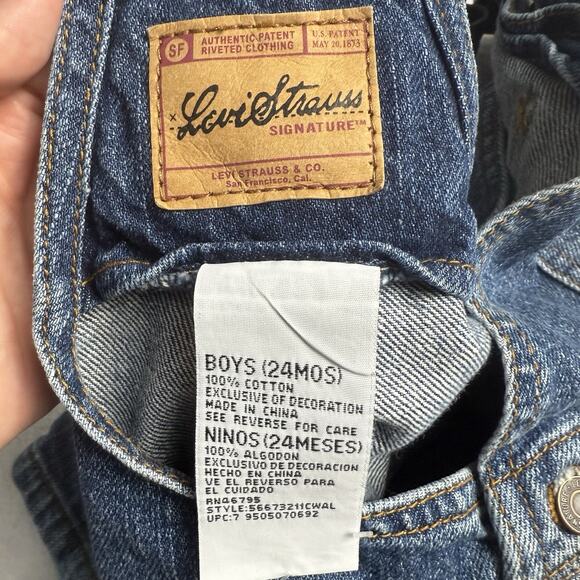 SF
AUTHENTIC PATENT
RIVETED CLOTHING
U.S. PATENT
MAY 20, 1873
Levi Strauss
SIGNATURE™
LEVI STRAUSS & CO.
San Francisco, Cal.
BOYS (24MOS)
100% COTTON
EXCLUSIVE OF DECORATION
MADE IN CHINA
SEE REVERSE FOR CARE
NINOS (24MESES)
100% ALGODON
EXCLUSIVO DE DECORACION
HECHO EN CHINA
VE EL REVERSO PARA
EL CUIDADO
RN46795
STYLE:56673211CWAL
UPC:7 9505070692